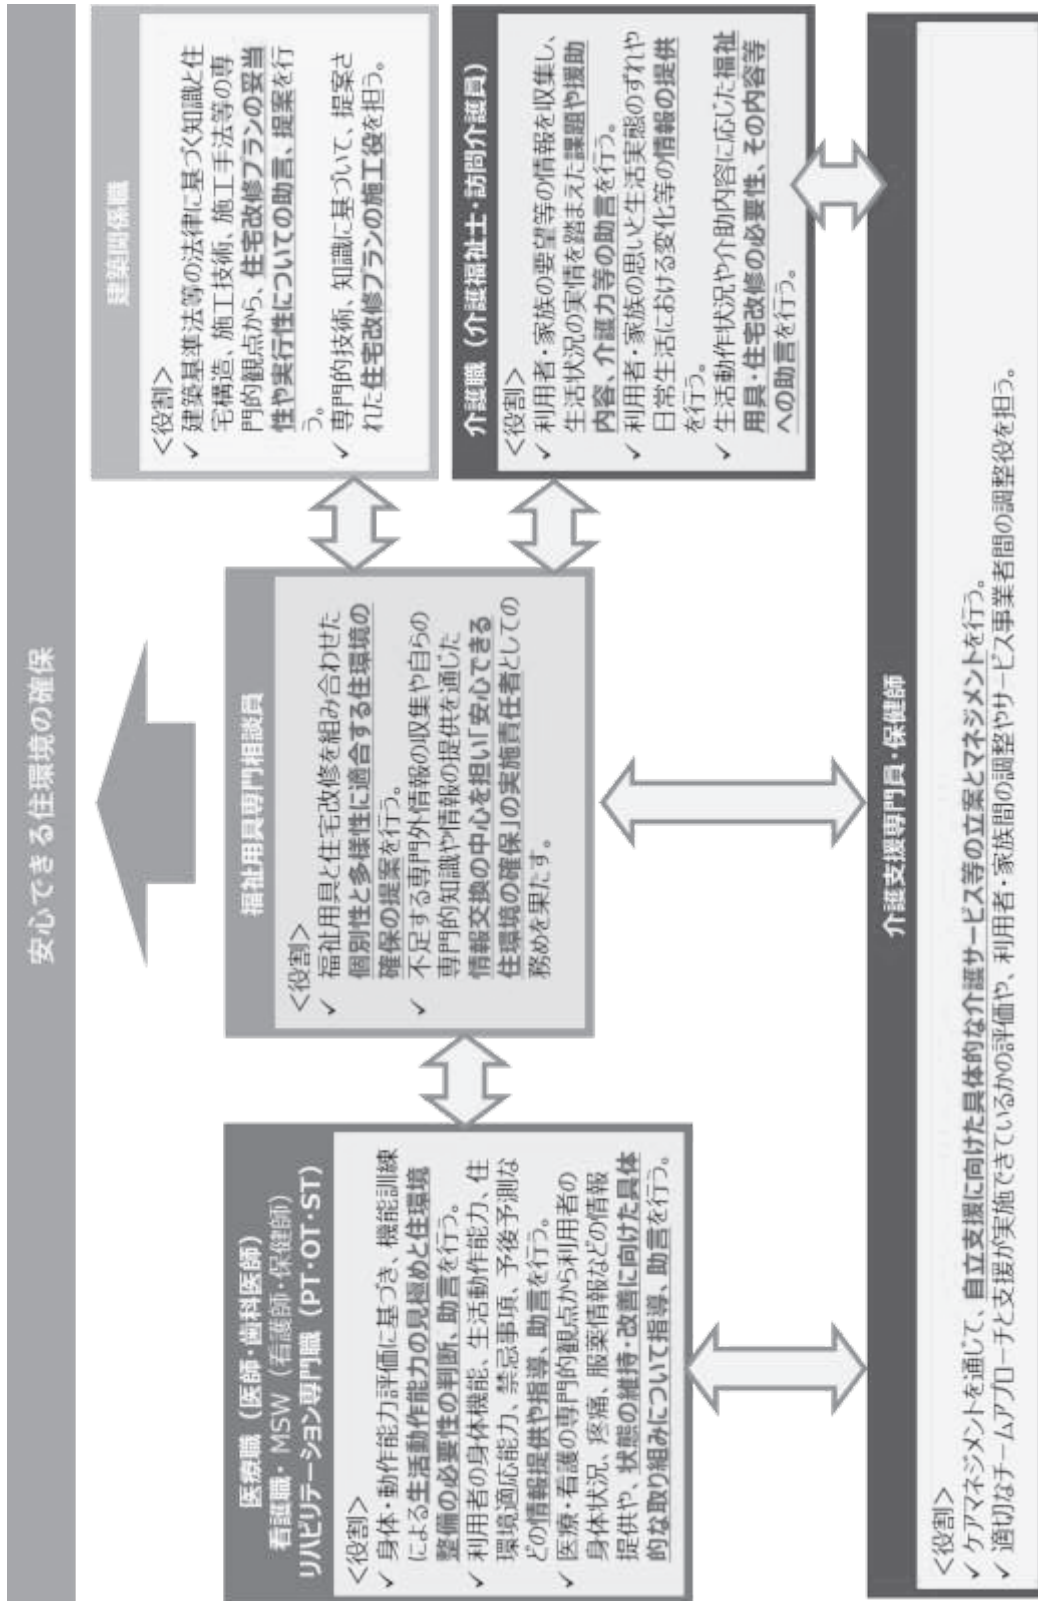 安心できる住環境の確保
医療職（医師・歯科医師）
看護職・MSW（看護師・保健師）
リハビリテーション専門職（PT・OT・ST）
＜役割＞
✓ 身体・動作能力評価に基づき、機能訓練
による生活動作能力の見極めと住環境
整備の必要性の判断、助言を行う。
✓ 利用者の身体機能、生活動作能力、住
環境適応能力、禁忌事項、予後予測な
どの情報提供や指導、助言を行う。
✓ 医療・看護の専門的観点から利用者の
身体状況、疼痛、服薬情報などの情報
提供や、状態の維持・改善に向けた具体
的な取り組みについて指導、助言を行う。
福祉用具専門相談員
＜役割＞
✓ 福祉用具と住宅改修を組み合わせた
個別性と多様性に適合する住環境の
確保の提案を行う。
✓ 不足する専門外情報の収集や自らの
専門的知識や情報の提供を通じた
情報交換の中心を担い「安心できる
住環境の確保」の実施責任者としての
務めを果たす。
建築関係職
＜役割＞
✓ 建築基準法等の法律に基づく知識と住
宅構造、施工技術、施工手法等の専
門的観点から、住宅改修プランの妥当
性や実行性についての助言、提案を行
う。
✓ 専門的技術、知識に基づいて、提案さ
れた住宅改修プランの施工役を担う。
介護職（介護福祉士・訪問介護員）
＜役割＞
✓ 利用者・家族の要望等の情報を収集し、
生活状況の実情を踏まえた課題や援助
内容、介護力等の助言を行う。
✓ 利用者・家族の思いと生活実態のずれや
日常生活における変化等の情報の提供
を行う。
✓ 生活動作状況や介助内容に応じた福祉
用具・住宅改修の必要性、その内容等
への助言を行う。
介護支援専門員・保健師
＜役割＞
✓ ケアマネジメントを通じて、自立支援に向けた具体的な介護サービス等の立案とマネジメントを行う。
✓ 適切なチームアプローチと支援が実施できているかの評価や、利用者・家族間の調整やサービス事業者間の調整役を担う。